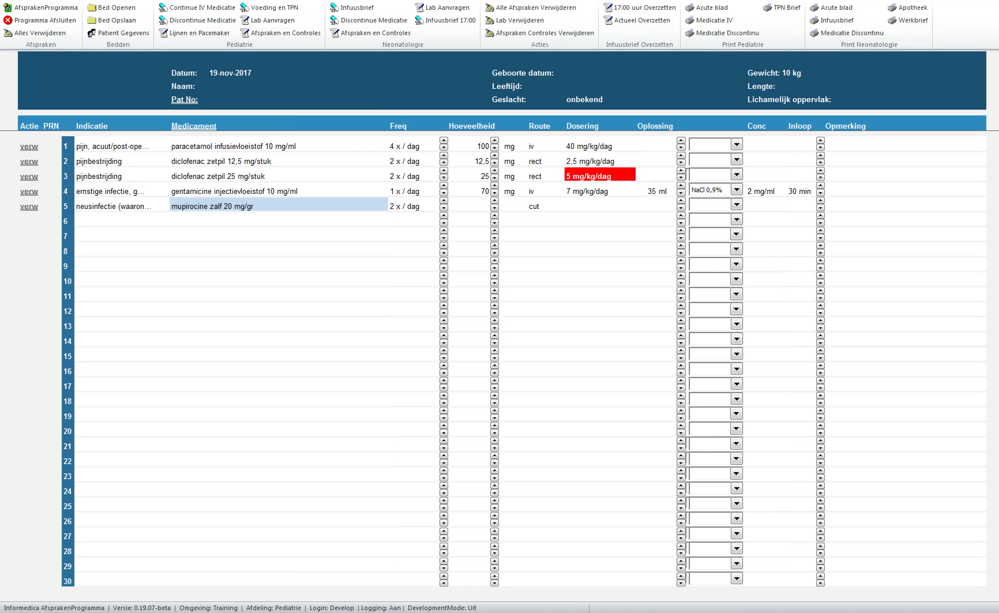 AfsprakenProgramma Bed Openen Continue IV Medicatie Voeding en TPN Infuusbrief Lab Aanvragen Alle Afspraken Verwijderen 17:00 uur Overzetten Acute blad TPN Brief Acute blad Apotheek
Programma Afsluiten Bed Opslaan Discontinue Medicatie Lab Aanvragen Discontinue Medicatie Infuusbrief 17:00 Lab Verwijderen Actueel Overzetten Medicatie IV Infuusbrief Werkbrief
Alles Verwijderen Patient Gegevens Lijnen en Pacemaker Afspraken en Controles Afspraken en Controles Afspraken Controles Verwijderen Medicatie Discontinu Medicatie Discontinu
Afspraken Bedden Pediatrie Neonatologie Acties Infuusbrief Overzetten Print Pediatrie Print Neonatologie
Datum: 19-nov-2017 Geboorte datum: Gewicht: 10 kg
Naam: Leeftijd: Lengte:
Pat No: Geslacht: onbekend Lichamelijk oppervlak:
Actie PRN Indicatie Medicament Freq Hoeveelheid Route Dosering Oplossing Conc Inloop Opmerking
verw 1 pijn, acuut/post-ope... paracetamol infusievloeistof 10 mg/ml 4 x / dag 100 mg iv 40 mg/kg/dag
verw 2 pijnbestrijding diclofenac zetpil 12,5 mg/stuk 2 x / dag 12,5 mg rect 2,5 mg/kg/dag
verw 3 pijnbestrijding diclofenac zetpil 25 mg/stuk 2 x / dag 25 mg rect 5 mg/kg/dag
verw 4 ernstige infectie, g... gentamicine injectievloeistof 10 mg/ml 1 x / dag 70 mg iv 7 mg/kg/dag 35 ml NaCl 0,9% 2 mg/ml 30 min
verw 5 neusinfectie (waaron... mupirocine zalf 20 mg/gr 2 x / dag cut
6
7
8
9
10
11
12
13
14
15
16
17
18
19
20
21
22
23
24
25
26
27
28
29
30
Informedica AfsprakenProgramma | Versie: 0.19.07-beta | Omgeving: Training | Afdeling: Pediatrie | Login: Develop | Logging: Aan | DevelopmentMode: Uit